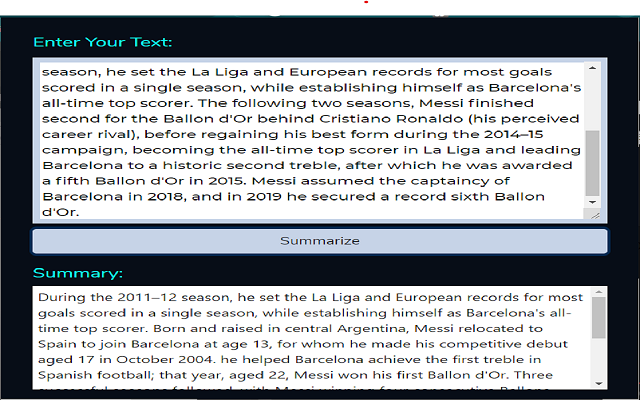 Enter Your Text:
season, he set the La Liga and European records for most goals
scored in a single season, while establishing himself as Barcelona's
all-time top scorer. The following two seasons, Messi finished
second for the Ballon d'Or behind Cristiano Ronaldo (his perceived
career rival), before regaining his best form during the 2014–15
campaign, becoming the all-time top scorer in La Liga and leading
Barcelona to a historic second treble, after which he was awarded
a fifth Ballon d'Or in 2015. Messi assumed the captaincy of
Barcelona in 2018, and in 2019 he secured a record sixth Ballon
d'Or.
Summarize
Summary:
During the 2011–12 season, he set the La Liga and European records for most
goals scored in a single season, while establishing himself as Barcelona's all-
time top scorer. Born and raised in central Argentina, Messi relocated to
Spain to join Barcelona at age 13, for whom he made his competitive debut
aged 17 in October 2004. he helped Barcelona achieve the first treble in
Spanish football; that year, aged 22, Messi won his first Ballon d'Or. Three
successful seasons followed, with Messi winning four consecutive Ballons